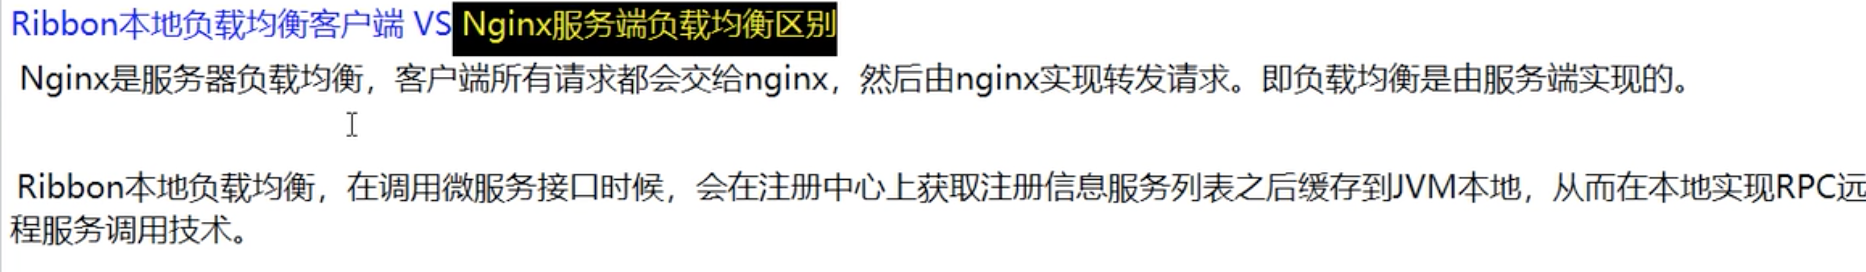 Ribbon本地负载均衡客户端 VS Nginx服务端负载均衡区别
Nginx是服务器负载均衡，客户端所有请求都会交给nginx，然后由nginx实现转发请求。即负载均衡是由服务端实现的。
Ribbon本地负载均衡，在调用微服务接口时候，会在注册中心上获取注册信息服务列表之后缓存到JVM本地，从而在本地实现RPC远
程服务调用技术。